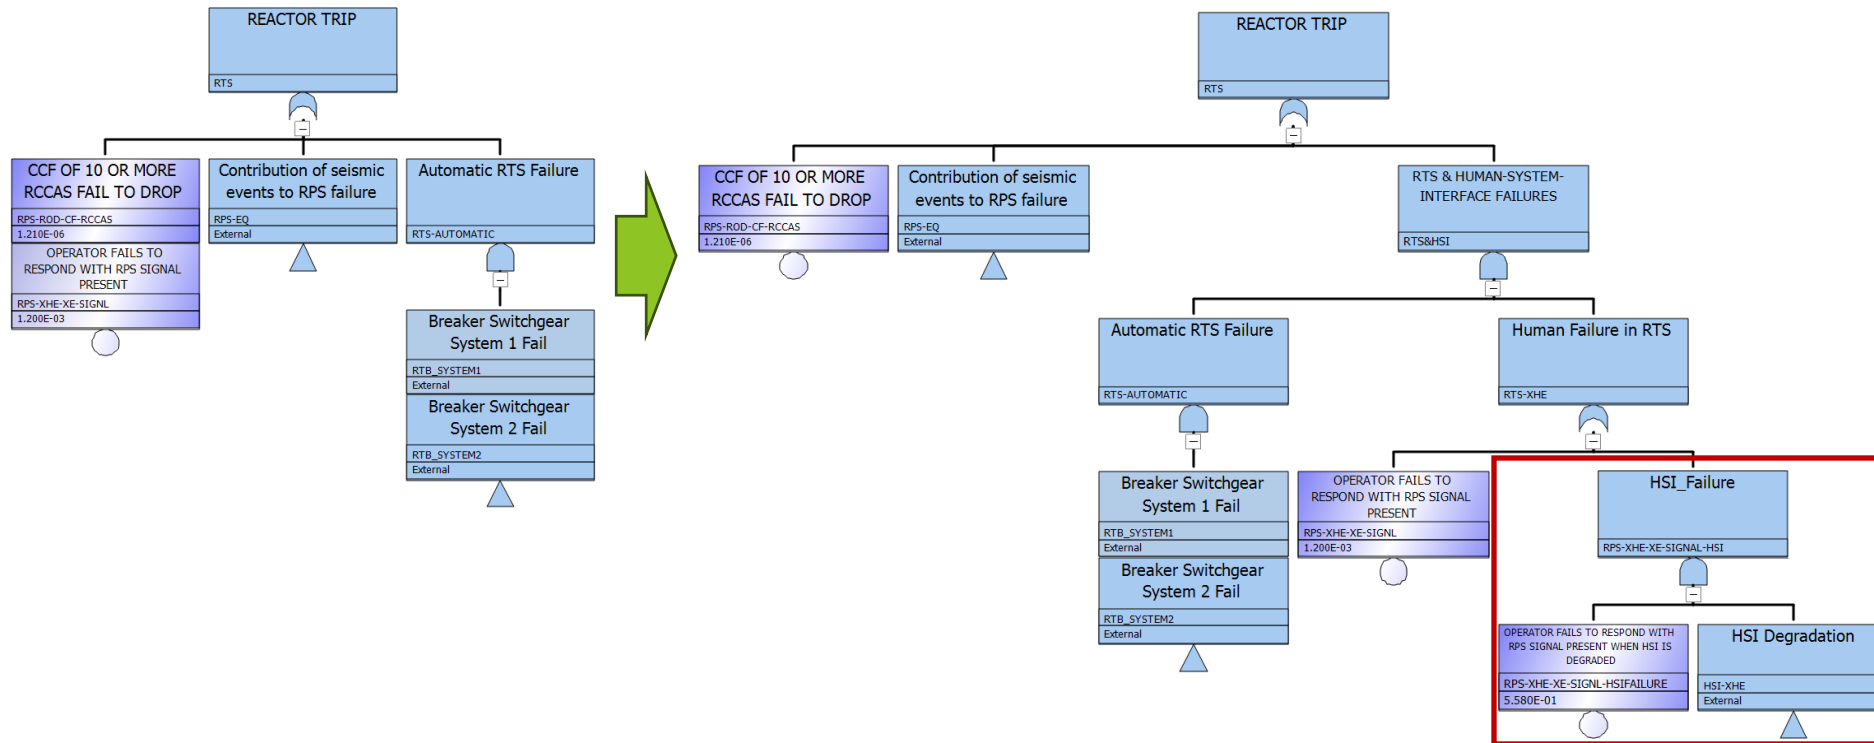 REACTOR TRIP
RTS
CCF OF 10 OR MORE
RCCAS FAIL TO DROP
RPS-ROD-CF-RCCAS
1.210E-06
OPERATOR FAILS TO
RESPOND WITH RPS SIGNAL
PRESENT
RPS-XHE-XE-SIGNL
1.200E-03
Contribution of seismic
events to RPS failure
RPS-EQ
External
Automatic RTS Failure
RTS-AUTOMATIC
Breaker Switchgear
System 1 Fail
RTB_SYSTEM1
External
Breaker Switchgear
System 2 Fail
RTB_SYSTEM2
External
REACTOR TRIP
RTS
CCF OF 10 OR MORE
RCCAS FAIL TO DROP
RPS-ROD-CF-RCCAS
1.210E-06
Contribution of seismic
events to RPS failure
RPS-EQ
External
RTS & HUMAN-SYSTEM-
INTERFACE FAILURES
RTS&HSI
Automatic RTS Failure
RTS-AUTOMATIC
Human Failure in RTS
RTS-XHE
Breaker Switchgear
System 1 Fail
RTB_SYSTEM1
External
Breaker Switchgear
System 2 Fail
RTB_SYSTEM2
External
OPERATOR FAILS TO
RESPOND WITH RPS SIGNAL
PRESENT
RPS-XHE-XE-SIGNL
1.200E-03
HSI_Failure
RPS-XHE-XE-SIGNAL-HSI
OPERATOR FAILS TO RESPOND WITH
RPS SIGNAL PRESENT WHEN HSI IS
DEGRADED
RPS-XHE-XE-SIGNL-HSIFAILURE
5.580E-01
HSI Degradation
HSI-XHE
External